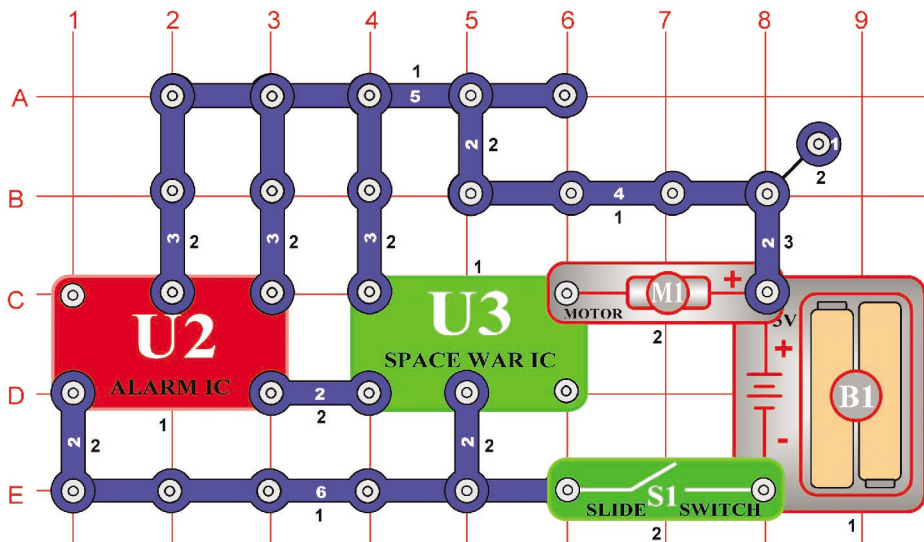 1 2 3 4 5 6 7 8 9
A
1
5
2 2
1
2
B
4
1
3 2 3 2 3 2
2 3
1
C
U2
U3
M1
+
MOTOR
2
3V
SPACE WAR IC
ALARM IC
+
D
2
2
B1
1
2 2
2 2
-
E
6
1
S1
SLIDE SWITCH
2
1